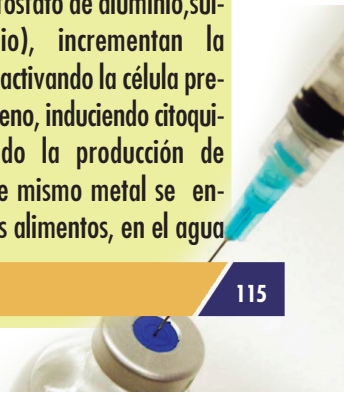 fosfato de aluminio,sul-
io), incrementan la
activando la célula pre-
eno, induciendo citoqui-
do la producción de
e mismo metal se en-
s alimentos, en el agua
115